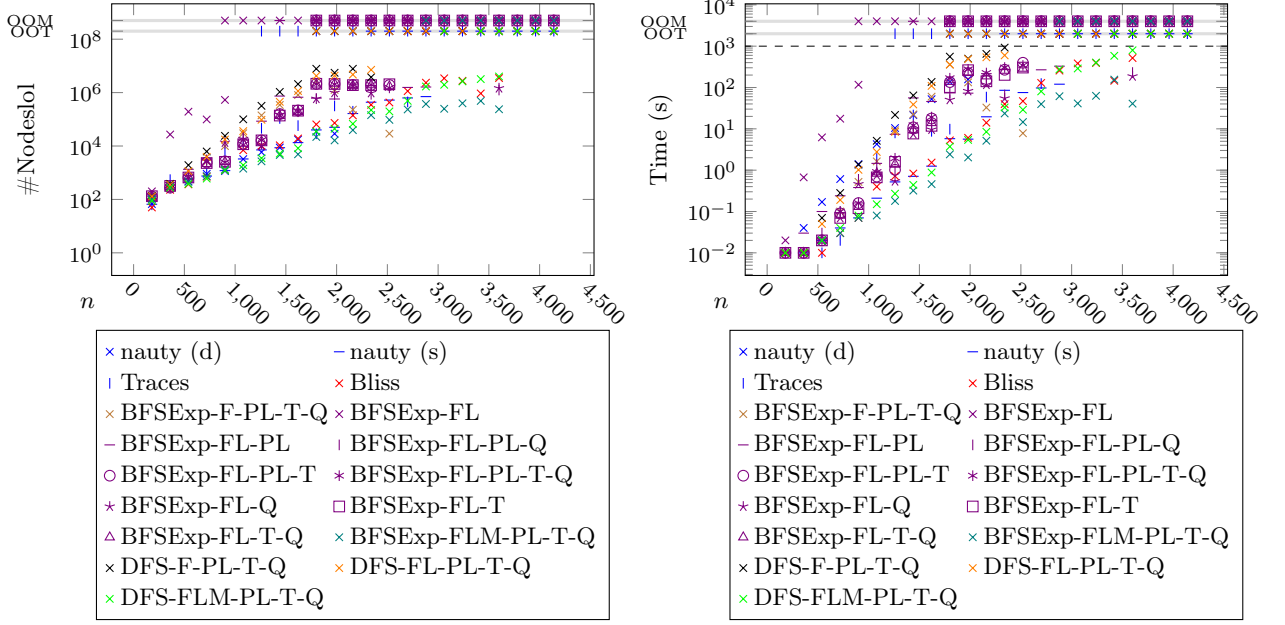 OOM
OOT
10^8
10^6
10^4
10^2
10^0
#Nodeslol
n
0
500
1,000
1,500
2,000
2,500
3,000
3,500
4,000
4,500
nauty (d)
nauty (s)
Traces
Bliss
BFSExp-F-PL-T-Q
BFSExp-FL
BFSExp-FL-PL
BFSExp-FL-PL-Q
BFSExp-FL-PL-T
BFSExp-FL-PL-T-Q
BFSExp-FL-Q
BFSExp-FL-T
BFSExp-FL-T-Q
BFSExp-FLM-PL-T-Q
DFS-F-PL-T-Q
DFS-FL-PL-T-Q
DFS-FLM-PL-T-Q
10^4
OOM
OOT
10^3
10^2
10^1
10^0
10^−1
10^−2
Time (s)
n
0
500
1,000
1,500
2,000
2,500
3,000
3,500
4,000
4,500
nauty (d)
nauty (s)
Traces
Bliss
BFSExp-F-PL-T-Q
BFSExp-FL
BFSExp-FL-PL
BFSExp-FL-PL-Q
BFSExp-FL-PL-T
BFSExp-FL-PL-T-Q
BFSExp-FL-Q
BFSExp-FL-T
BFSExp-FL-T-Q
BFSExp-FLM-PL-T-Q
DFS-F-PL-T-Q
DFS-FL-PL-T-Q
DFS-FLM-PL-T-Q